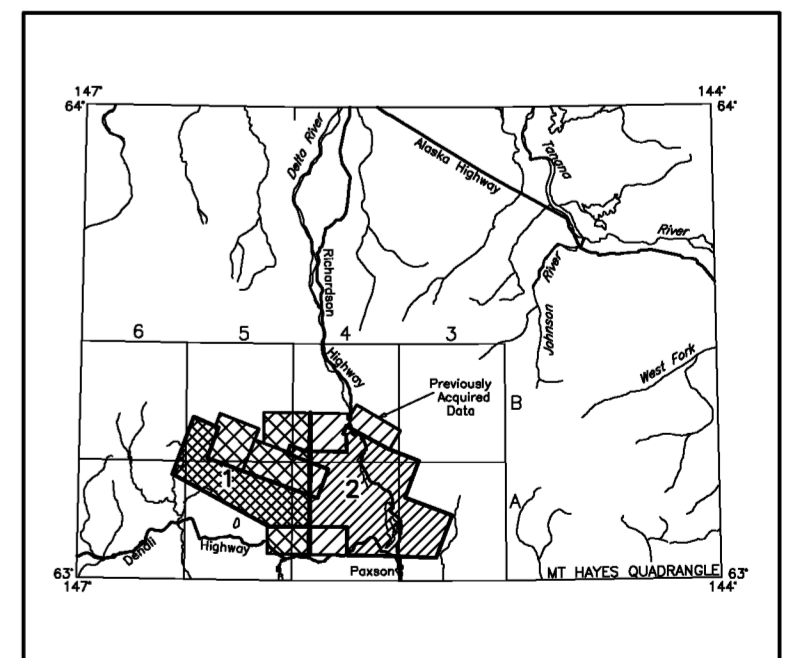 147°
144°
64°
64°
Delta River
Alaska Highway
Tanana
River
Richardson
Highway
Johnson
River
West Fork
6
5
4
3
Previously
Acquired
Data
B
A
1
2
Denali
Highway
Paxson
MT HAYES QUADRANGLE
63°
63°
147°
144°